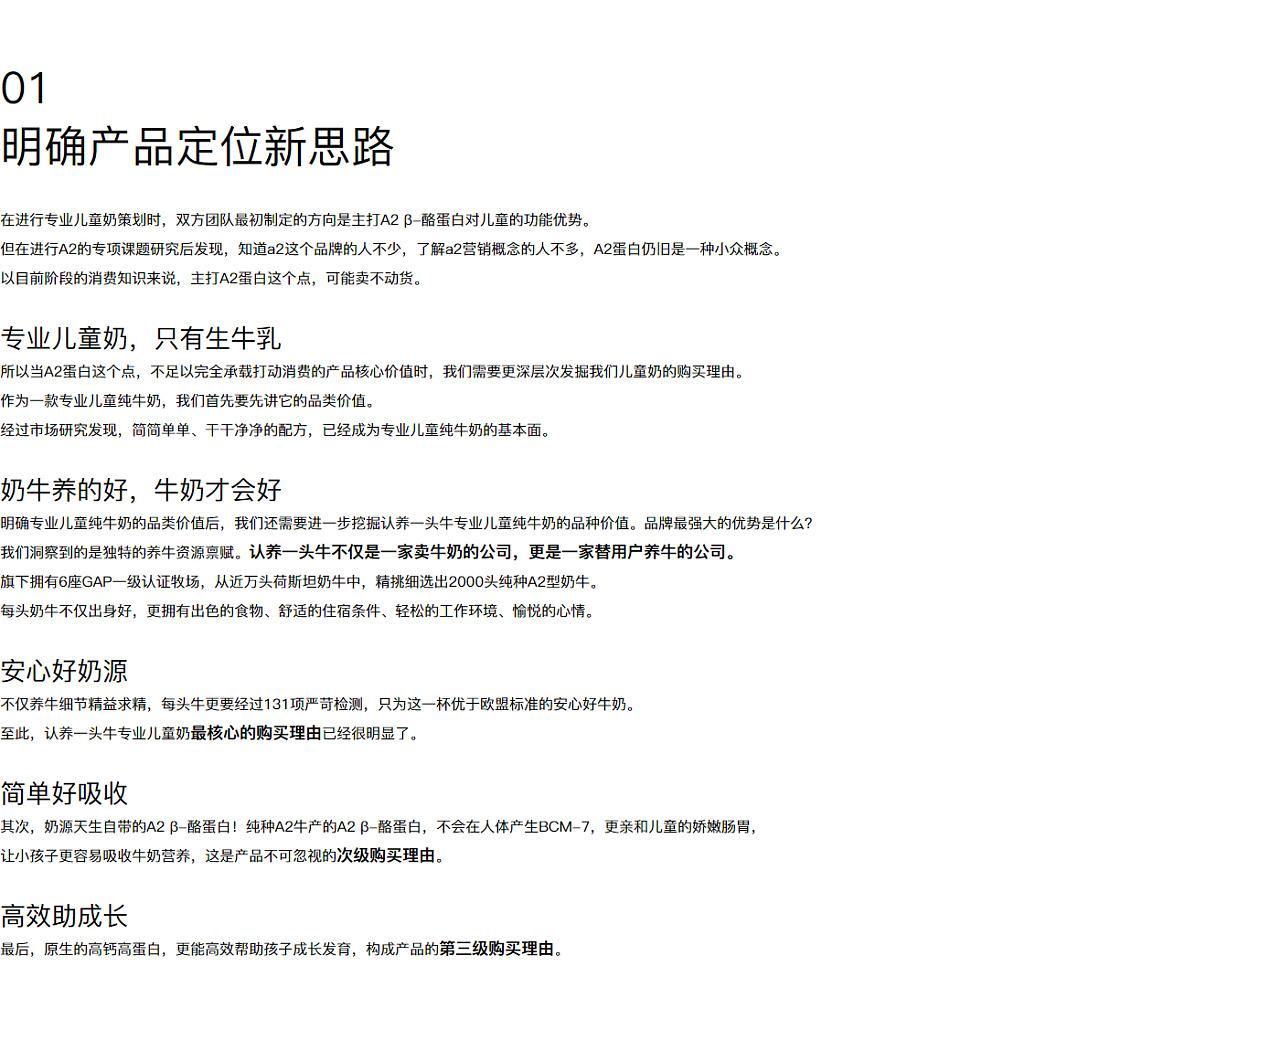 01
明确产品定位新思路
在进行专业儿童奶策划时，双方团队最初制定的方向是主打A2 β-酪蛋白对儿童的功能优势。
但在进行A2的专项课题研究后发现，知道a2这个品牌的人不少，了解a2营销概念的人不多，A2蛋白仍旧是一种小众概念。
以目前阶段的消费知识来说，主打A2蛋白这个点，可能卖不动货。
专业儿童奶，只有生牛乳
所以当A2蛋白这个点，不足以完全承载打动消费的产品核心价值时，我们需要更深层次发掘我们儿童奶的购买理由。
作为一款专业儿童纯牛奶，我们首先要先讲它的品类价值。
经过市场研究发现，简简单单、干干净净的配方，已经成为专业儿童纯牛奶的基本面。
奶牛养的好，牛奶才会好
明确专业儿童纯牛奶的品类价值后，我们还需要进一步挖掘认养一头牛专业儿童纯牛奶的品种价值。品牌最强大的优势是什么？
我们洞察到的是独特的养牛资源禀赋。认养一头牛不仅是一家卖牛奶的公司，更是一家替用户养牛的公司。
旗下拥有6座GAP一级认证牧场，从近万头荷斯坦奶牛中，精挑细选出2000头纯种A2型奶牛。
每头奶牛不仅出身好，更拥有出色的食物、舒适的住宿条件、轻松的工作环境、愉悦的心情。
安心好奶源
不仅养牛细节精益求精，每头牛更要经过131项严苛检测，只为这一杯优于欧盟标准的安心好牛奶。
至此，认养一头牛专业儿童奶最核心的购买理由已经很明显了。
简单好吸收
其次，奶源天生自带的A2 β-酪蛋白！纯种A2牛产的A2 β-酪蛋白，不会在人体产生BCM-7，更亲和儿童的娇嫩肠胃，
让小孩子更容易吸收牛奶营养，这是产品不可忽视的次级购买理由。
高效助成长
最后，原生的高钙高蛋白，更能高效帮助孩子成长发育，构成产品的第三级购买理由。